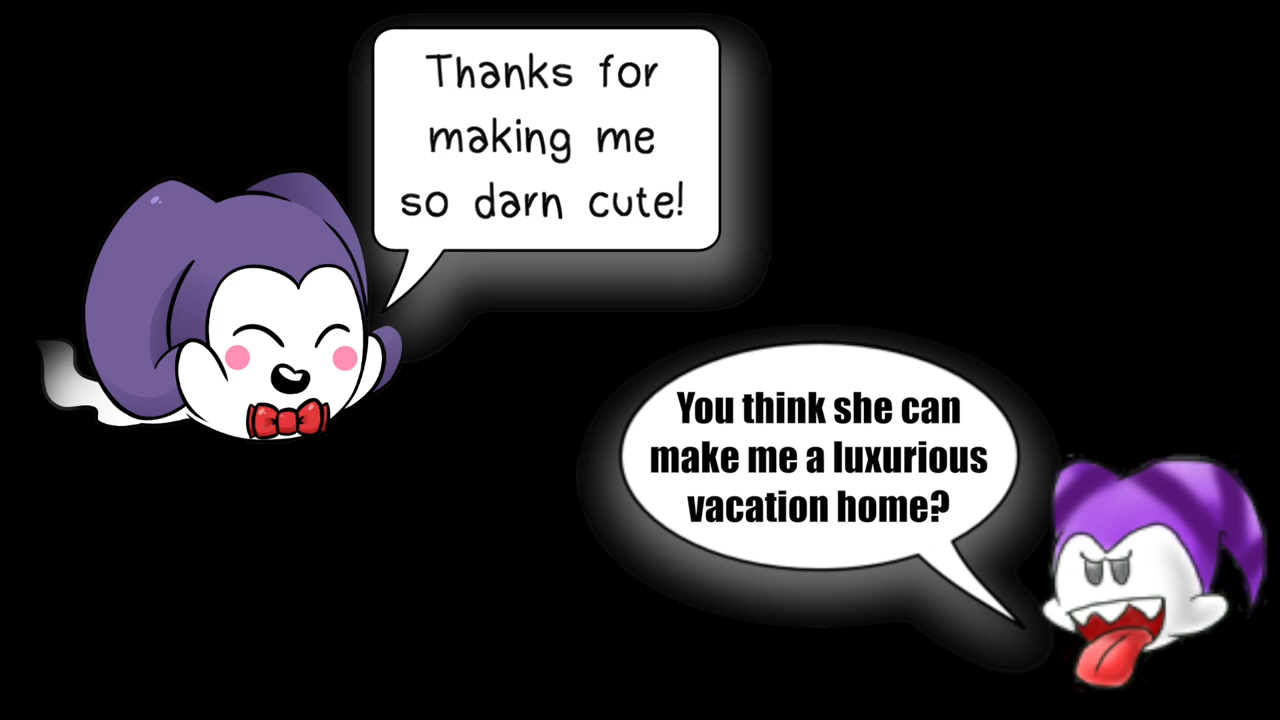 Thanks for
making me
so darn cute!
You think she can
make me a luxurious
vacation home?